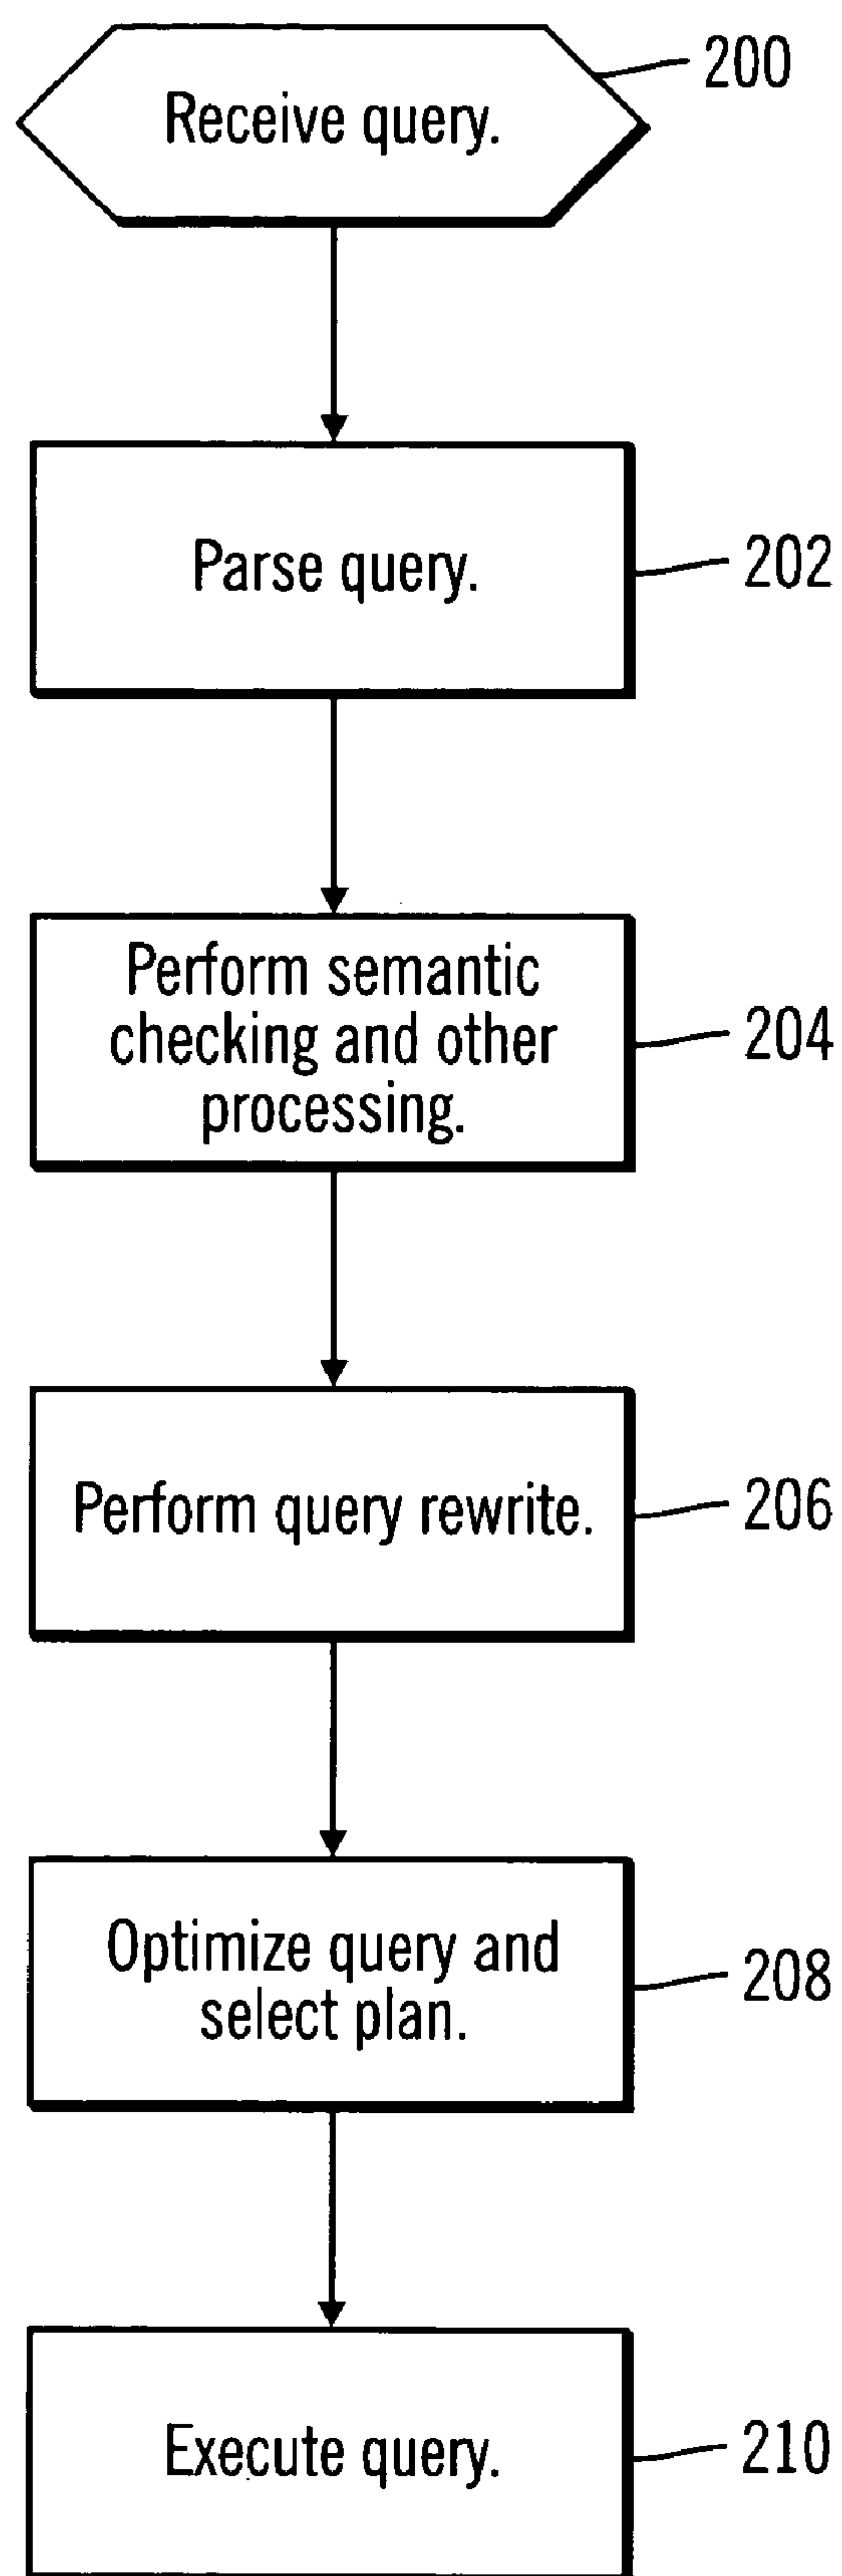 Receive query.
200
Parse query.
202
Perform semantic
checking and other
processing.
204
Perform query rewrite.
206
Optimize query and
select plan.
208
Execute query.
210